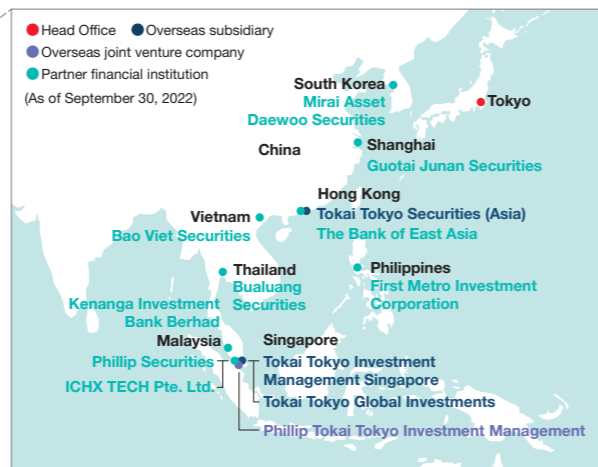 Head Office
Overseas subsidiary
Overseas joint venture company
Partner financial institution
(As of September 30, 2022)
South Korea
Mirai Asset
Daewoo Securities
Tokyo
China
Shanghai
Guotai Junan Securities
Hong Kong
Tokai Tokyo Securities (Asia)
The Bank of East Asia
Vietnam
Bao Viet Securities
Thailand
Bualuang
Securities
Philippines
First Metro Investment
Corporation
Kenanga Investment
Bank Berhad
Malaysia
Phillip Securities
ICHX TECH Pte. Ltd.
Singapore
Tokai Tokyo Investment
Management Singapore
Tokai Tokyo Global Investments
Phillip Tokai Tokyo Investment Management